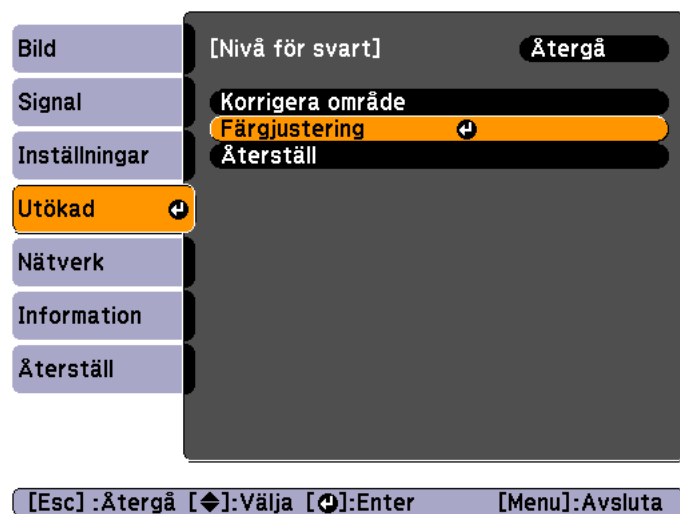 Bild
Signal
Inställningar
Utökad
Nätverk
Information
Återställ
[Nivå för svart] Återgå
Korrigera område
Färgjustering
Återställ
[Esc] :Återgå [◆]:Välja [⏎]:Enter [Menu]:Avsluta